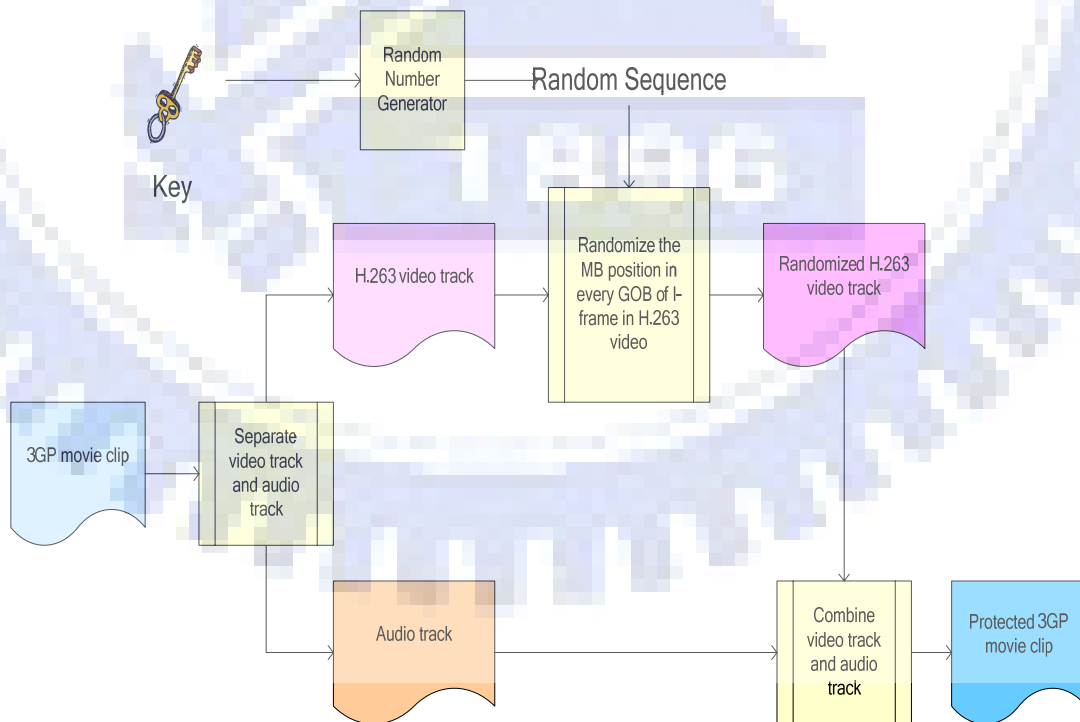 Random
Number
Generator
Random Sequence
Key
H.263 video track
Randomize the
MB position in
every GOB of I-
frame in H.263
video
Randomized H.263
video track
3GP movie clip
Separate
video track
and audio
track
Audio track
Combine
video track
and audio
track
Protected 3GP
movie clip